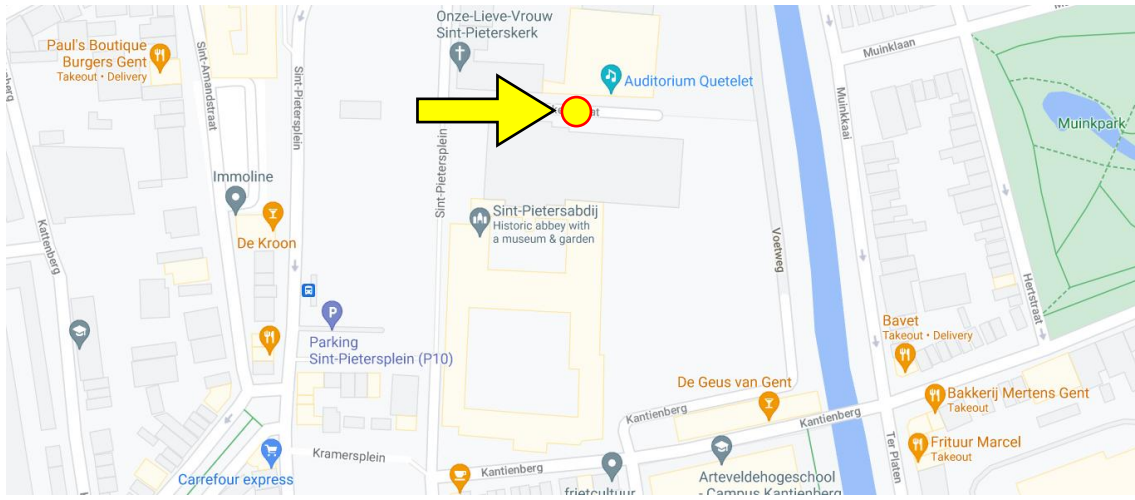 Onze-Lieve-Vrouw
Sint-Pieterskerk
Paul's Boutique
Burgers Gent
Takeout • Delivery
Sint-Amandstraat
Sint-Pietersplein
Auditorium Quetelet
Muinklaan
Muinkkaai
Muinkpark
Immoline
De Kroon
Sint-Pietersplein
Sint-Pietersabdij
Historic abbey with
a museum & garden
Voetweg
Kattenberg
Hertstraat
P
Parking
Sint-Pietersplein (P10)
Bavet
Takeout • Delivery
De Geus van Gent
Bakkerij Mertens Gent
Takeout
Kantienberg
Kantienberg
Ter Platen
Frituur Marcel
Takeout
Kramersplein
Carrefour express
Kantienberg
Arteveldehogeschool
- Campus Kantienberg
frietcultuur